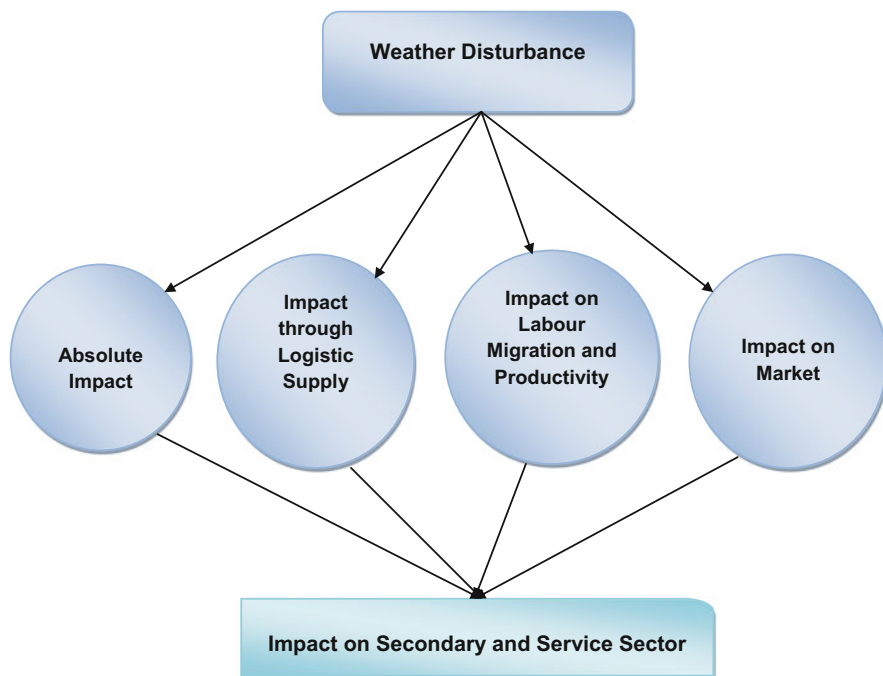 Weather Disturbance
Absolute
Impact
Impact
through
Logistic
Supply
Impact on
Labour
Migration and
Productivity
Impact on
Market
Impact on Secondary and Service Sector